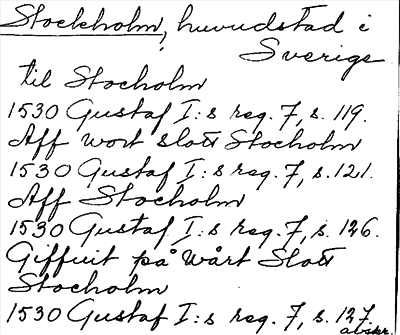 Stockholm, huvudstad i
Sverige
til Stocholm
1530 Gustaf I:s reg. 7, s. 119.
Aff wort slott Stocholm
1530 Gustaf I:s reg. 7, s. 121.
Aff Stocholm
1530 Gustaf I:s reg. 7, s. 126.
Giffuit på wårt Slott
Stocholm
1530 Gustaf I:s reg. 7, s. 127.
avskr.